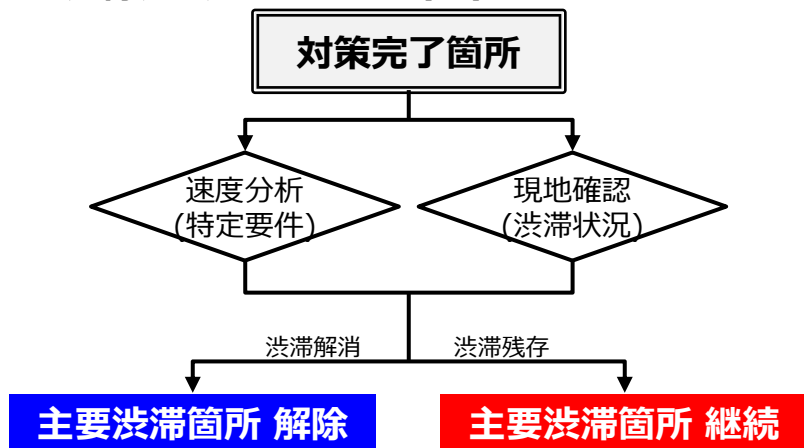 対策完了箇所
速度分析
(特定要件)
現地確認
(渋滞状況)
渋滞解消
渋滞残存
主要渋滞箇所 解除
主要渋滞箇所 継続